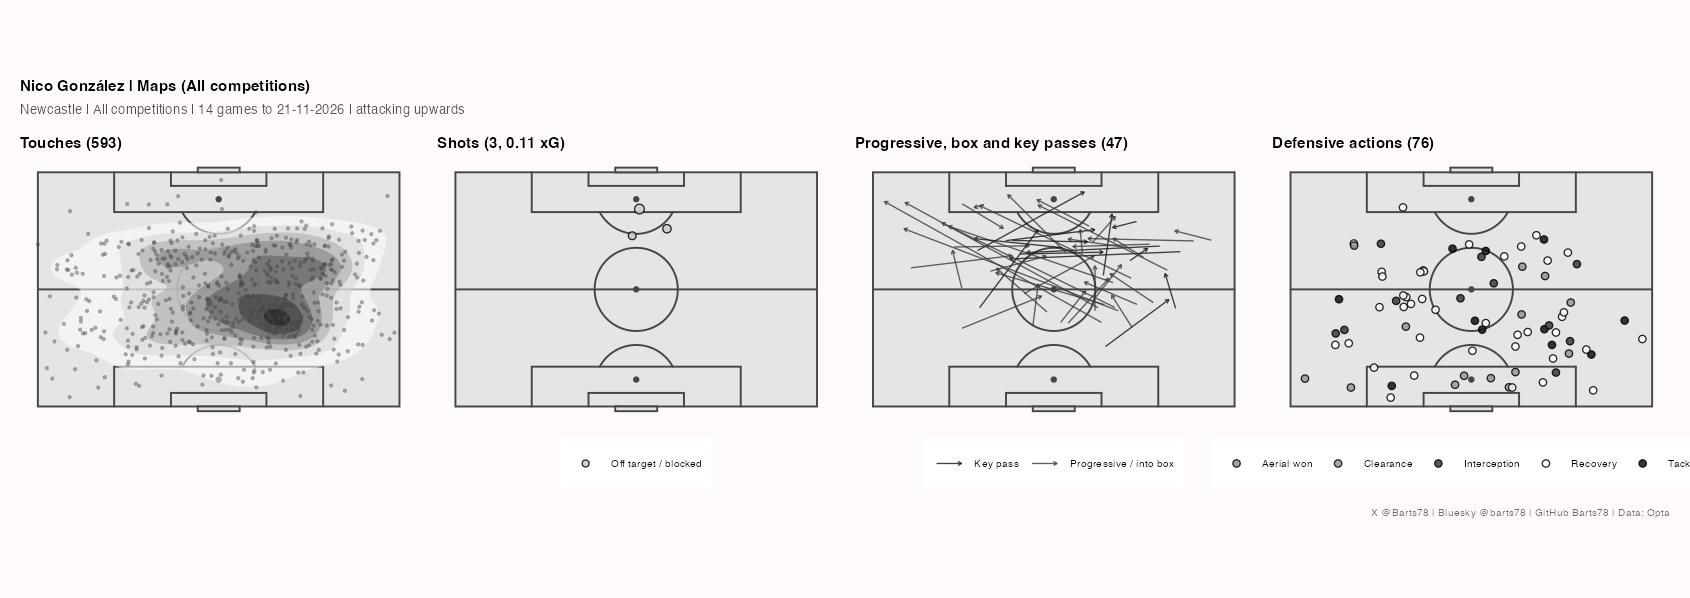 Nico González | Maps (All competitions)
Newcastle | All competitions | 14 games to 21-11-2026 | attacking upwards
Touches (593)
Shots (3, 0.11 xG)
Progressive, box and key passes (47)
Defensive actions (76)
Off target / blocked
Key pass
Progressive / into box
Aerial won
Clearance
Interception
Recovery
Tack
X @Barts78 | Bluesky @barts78 | GitHub Barts78 | Data: Opta